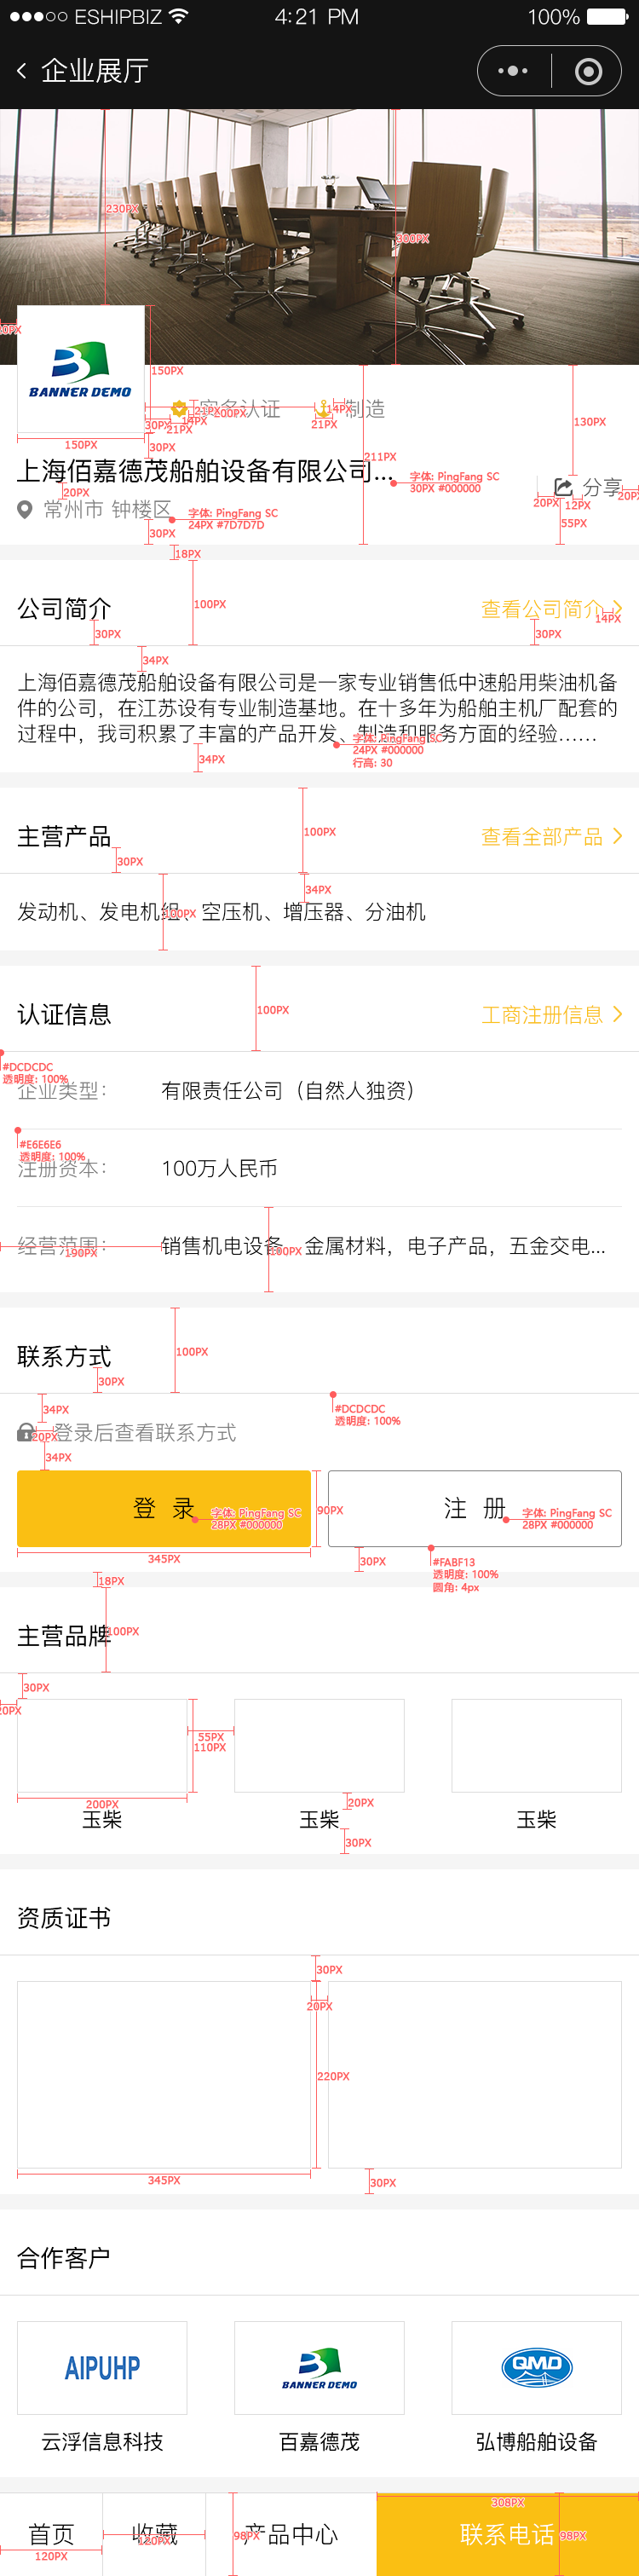 ESHIPBIZ 4:21 PM 100%
企业展厅
230PX
300PX
BANNER DEMO
150PX
实名认证 制造
21PX 200PX 14PX
30PX 14PX 21PX
21PX
130PX
150PX 30PX
211PX
上海佰嘉德茂船舶设备有限公司...
字体: PingFang SC
30PX #000000
分享
20PX
20PX 12PX 20PX
常州市 钟楼区
字体: PingFang SC
24PX #7D7D7D
55PX
30PX
18PX
100PX
公司简介 查看公司简介
14PX
30PX 30PX
34PX
上海佰嘉德茂船舶设备有限公司是一家专业销售低中速船用柴油机备
件的公司，在江苏设有专业制造基地。在十多年为船舶主机厂配套的
过程中，我司积累了丰富的产品开发、制造和服务方面的经验......
字体: PingFang SC
24PX #000000
行高: 30
34PX
100PX
主营产品 查看全部产品
30PX
34PX
发动机、发电机组、空压机、增压器、分油机
100PX
100PX
认证信息 工商注册信息
#DCDCDC
透明度: 100%
企业类型： 有限责任公司（自然人独资）
#E6E6E6
透明度: 100%
注册资本： 100万人民币
经营范围： 销售机电设备、金属材料，电子产品，五金交电...
190PX 100PX
100PX
联系方式
30PX
34PX
#DCDCDC
透明度: 100%
登录后查看联系方式
20PX
34PX
登 录 注 册
字体: PingFang SC
28PX #000000
90PX
字体: PingFang SC
28PX #000000
345PX
30PX
#FABF13
透明度: 100%
圆角: 4px
18PX
100PX
主营品牌
30PX
20PX
55PX
110PX
200PX
20PX
玉柴 玉柴 玉柴
30PX
资质证书
30PX
20PX
220PX
345PX
30PX
合作客户
AIPUHP BANNER DEMO QMD
云浮信息科技 百嘉德茂 弘博船舶设备
308PX
首页 收藏 产品中心 联系电话
120PX 98PX 98PX
120PX